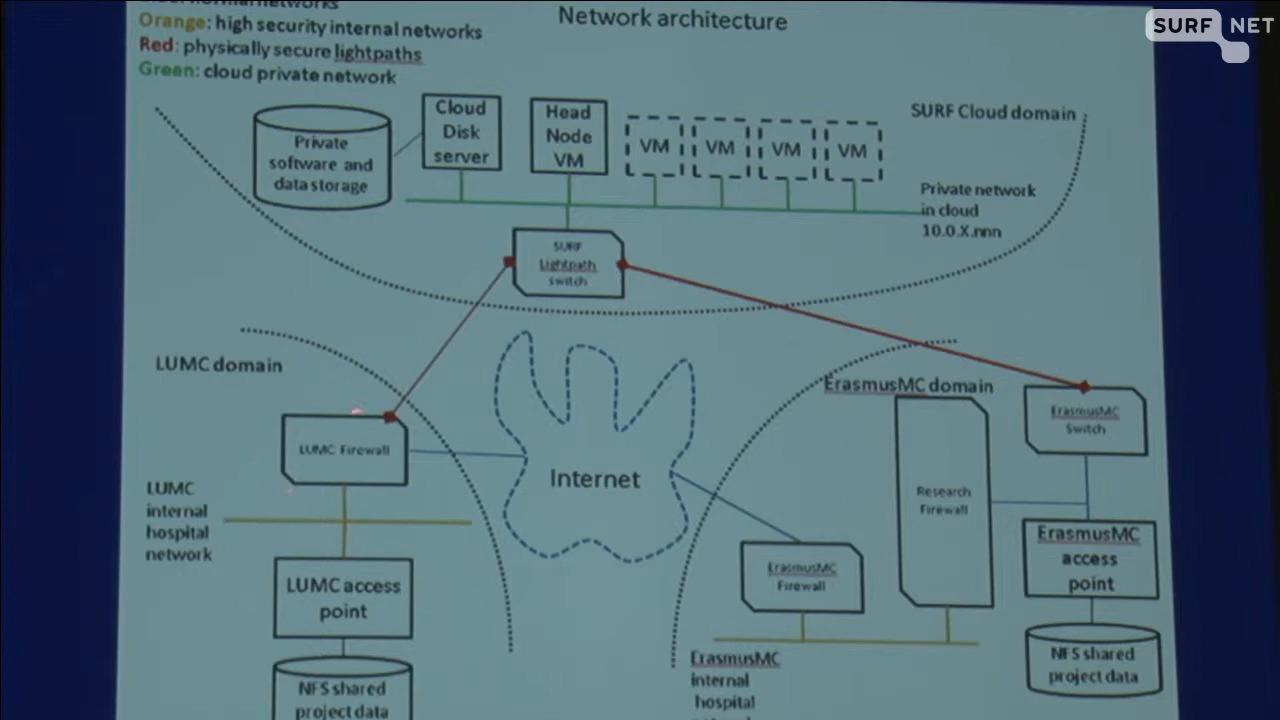 Network architecture
SURF NET
networks
Orange: high security internal networks
Red: physically secure lightpaths
Green: cloud private network
SURF Cloud domain
Private
software and
data storage
Cloud
Disk
server
Head
Node
VM
VM
VM
VM
VM
Private network
in cloud
10.0.X.nnn
SURF
Lightpath
switch
LUMC domain
ErasmusMC domain
LUMC Firewall
ErasmusMC
Switch
Internet
LUMC
internal
hospital
network
Research
Firewall
ErasmusMC
access
point
ErasmusMC
Firewall
LUMC access
point
NFS shared
project data
ErasmusMC
internal
hospital
NFS shared
project data